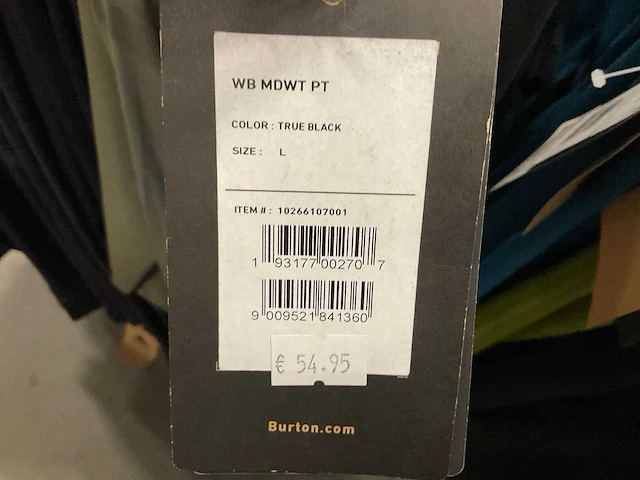 WB MDWT PT
COLOR : TRUE BLACK
SIZE : L
ITEM # : 10266107001
1 93177 00270 7
9 009521 841360
€ 54.95
Burton.com